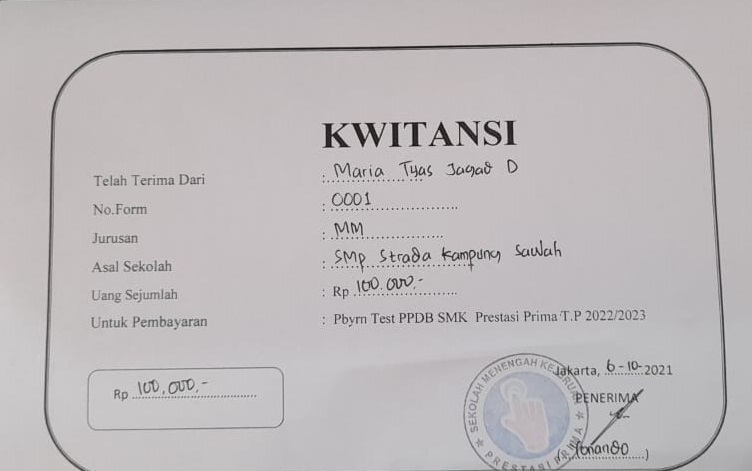 KWITANSI
Telah Terima Dari : Maria Tyas Jagad D
No.Form : 0001
Jurusan : MM
Asal Sekolah : SMP Strada Kampung Sawah
Uang Sejumlah : Rp 100.000.-
Untuk Pembayaran : Pbyrn Test PPDB SMK Prestasi Prima T.P 2022/2023
Rp 100,000,-
Jakarta, 6-10-2021
PENERIMA
SEKOLAH MENENGAH KEJURUAN
PRESTASI PRIMA